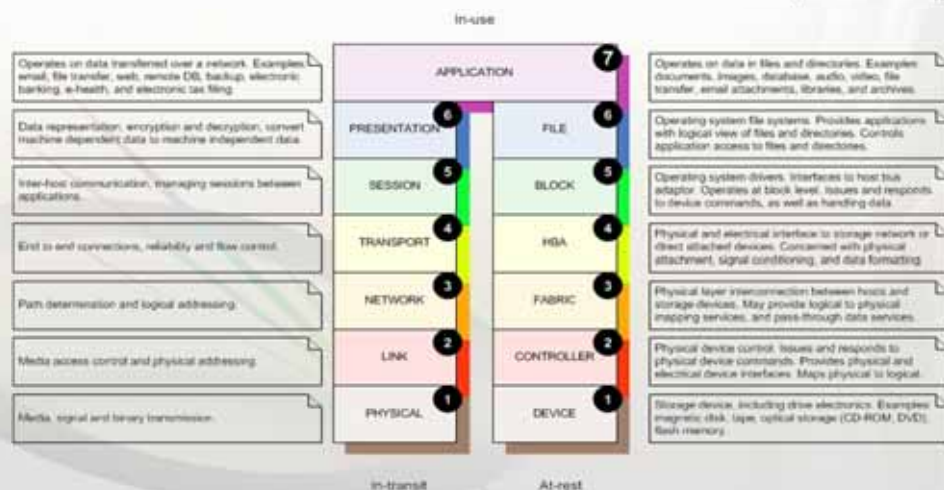 In-use
Operates on data transferred over a network. Examples
email, file transfer, web, remote DB, backup, electronic
banking, e-health, and electronic tax filing.
APPLICATION
7
Operates on data in files and directories. Examples
documents, images, database, audio, video, file
transfer, email attachments, libraries, and archives.
Data representation, encryption and decryption, convert
machine dependent data to machine independent data.
PRESENTATION
6
FILE
6
Operating system file systems. Provides applications
with logical view of files and directories. Controls
application access to files and directories.
Inter-host communication, managing sessions between
applications.
SESSION
5
BLOCK
5
Operating system drivers. Interfaces to host bus
adaptor. Operates at block level. Issues and responds
to device commands, as well as handling data.
End to end connections, reliability and flow control.
TRANSPORT
4
HBA
4
Physical and electrical interface to storage network or
direct attached devices. Concerned with physical
attachment, signal conditioning, and data formatting.
Path determination and logical addressing.
NETWORK
3
FABRIC
3
Physical layer interconnection between hosts and
storage devices. May provide logical to physical
mapping services, and pass-through data services.
Media access control and physical addressing.
LINK
2
CONTROLLER
2
Physical device control. Issues and responds to
physical device commands. Provides physical and
electrical device interfaces. Maps physical to logical.
Media, signal and binary transmission.
PHYSICAL
1
DEVICE
1
Storage device, including drive electronics. Examples
magnetic disk, tape, optical storage (CD-ROM, DVD),
flash memory.
In-transit
At-rest